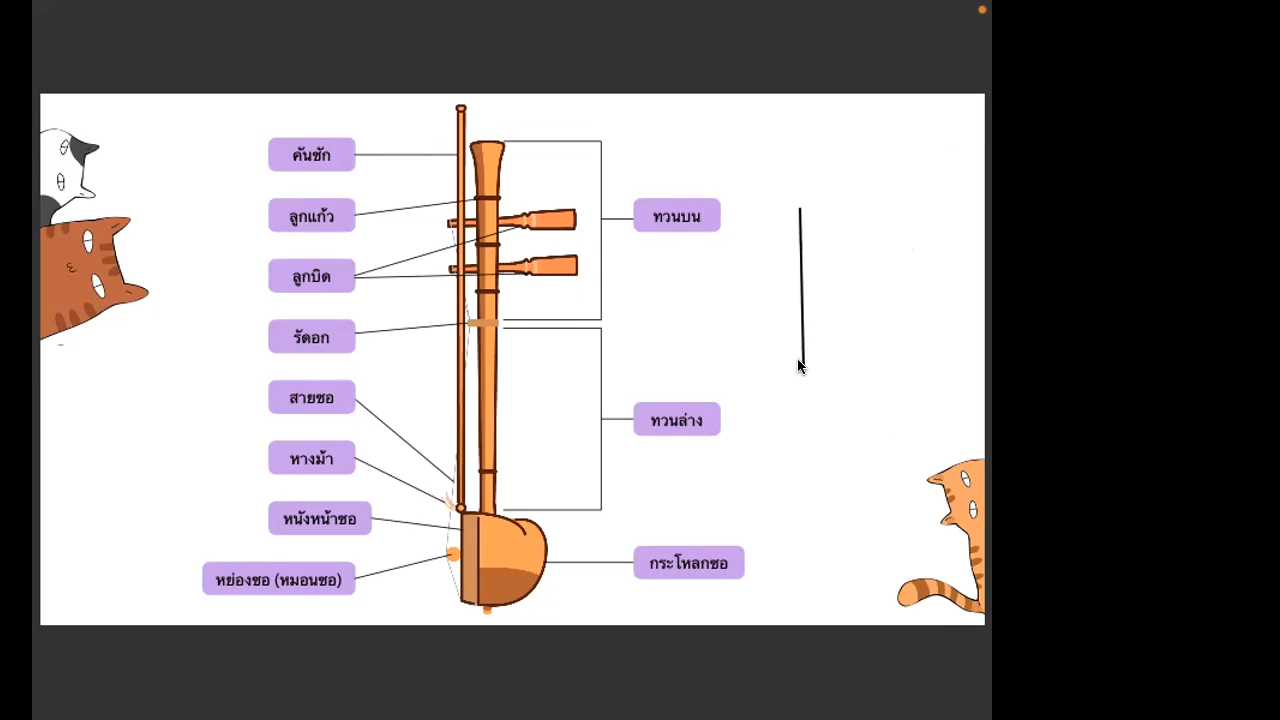 คันชัก
ลูกแก้ว
ลูกบิด
รัดอก
สายซอ
หางม้า
หนังหน้าซอ
หย่องซอ (หมอนซอ)
ทวนบน
ทวนล่าง
กระโหลกซอ